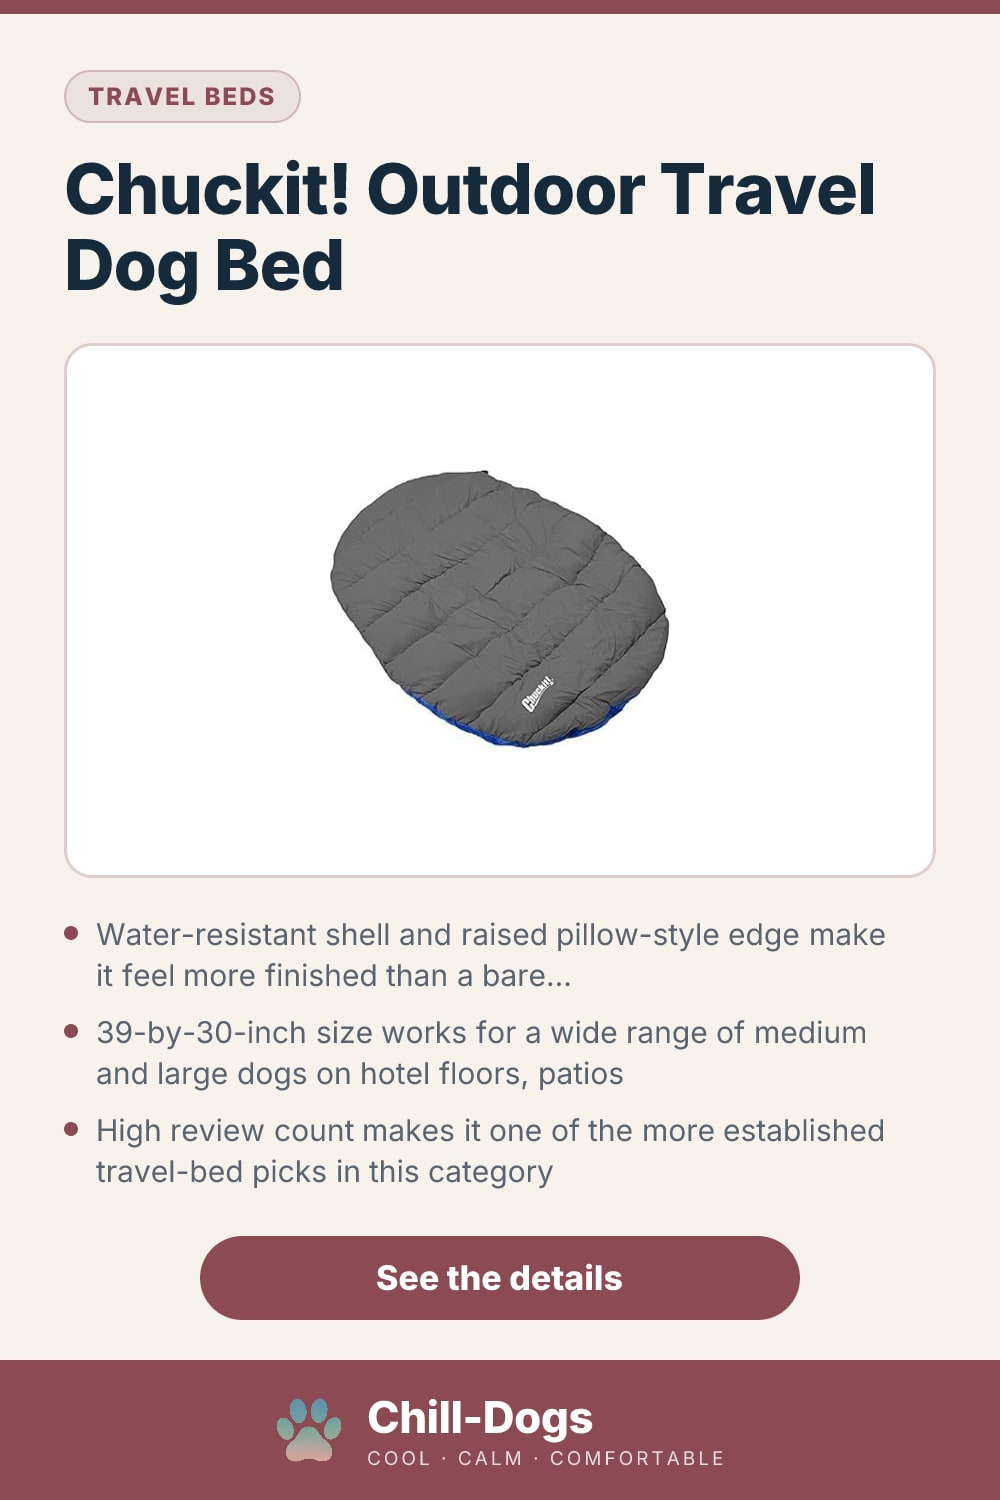 TRAVEL BEDS
Chuckit! Outdoor Travel
Dog Bed
Chuckit!
Water-resistant shell and raised pillow-style edge make
it feel more finished than a bare...
39-by-30-inch size works for a wide range of medium
and large dogs on hotel floors, patios
High review count makes it one of the more established
travel-bed picks in this category
See the details
Chill-Dogs
COOL · CALM · COMFORTABLE